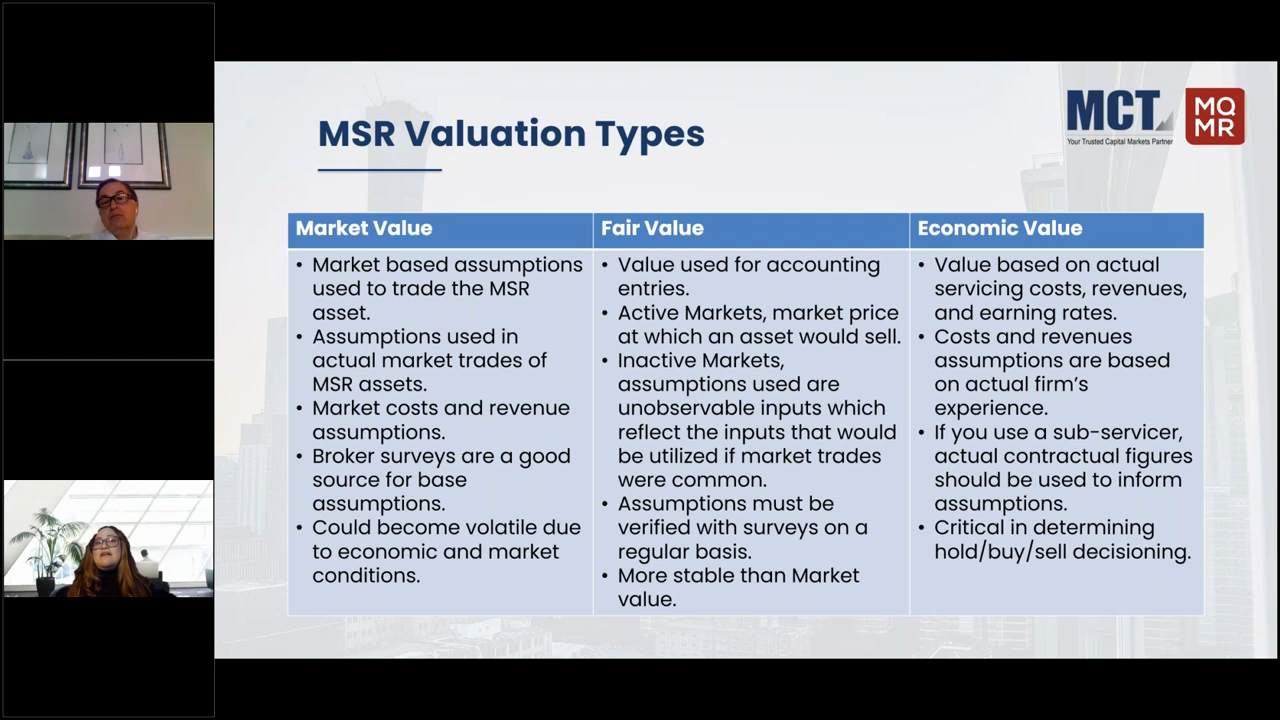 MSR Valuation Types
MCT
Your Trusted Capital Markets Partner
MQ
MR
Market Value
• Market based assumptions
used to trade the MSR
asset.
• Assumptions used in
actual market trades of
MSR assets.
• Market costs and revenue
assumptions.
• Broker surveys are a good
source for base
assumptions.
• Could become volatile due
to economic and market
conditions.
Fair Value
• Value used for accounting
entries.
• Active Markets, market price
at which an asset would sell.
• Inactive Markets,
assumptions used are
unobservable inputs which
reflect the inputs that would
be utilized if market trades
were common.
• Assumptions must be
verified with surveys on a
regular basis.
• More stable than Market
value.
Economic Value
• Value based on actual
servicing costs, revenues,
and earning rates.
• Costs and revenues
assumptions are based
on actual firm's
experience.
• If you use a sub-servicer,
actual contractual figures
should be used to inform
assumptions.
• Critical in determining
hold/buy/sell decisioning.